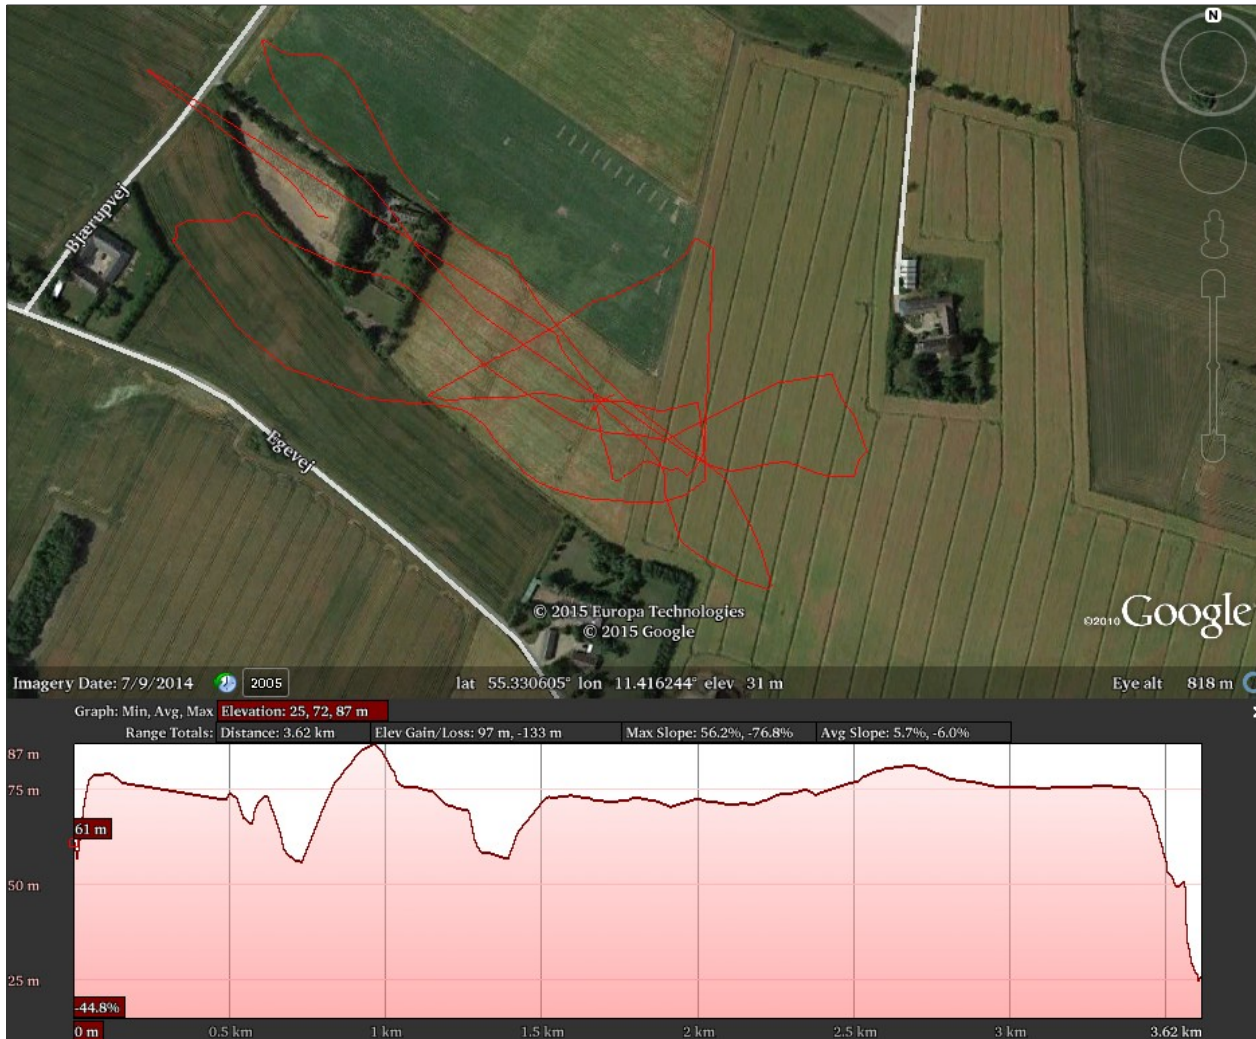 N
Bjærupvej
Egevej
© 2015 Europa Technologies
© 2015 Google
©2010 Google
Imagery Date: 7/9/2014 2005 lat 55.330605° lon 11.416244° elev 31 m Eye alt 818 m
Graph: Min, Avg, Max Elevation: 25, 72, 87 m
Range Totals: Distance: 3.62 km Elev Gain/Loss: 97 m, -133 m Max Slope: 56.2%, -76.8% Avg Slope: 5.7%, -6.0%
87 m
75 m
61 m
50 m
25 m
-44.8%
0 m 0.5 km 1 km 1.5 km 2 km 2.5 km 3 km 3.62 km